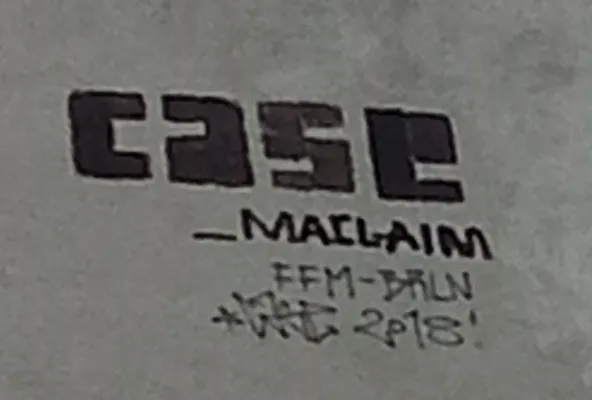 case
_MACLAIM
FFM-BRLN
2018!